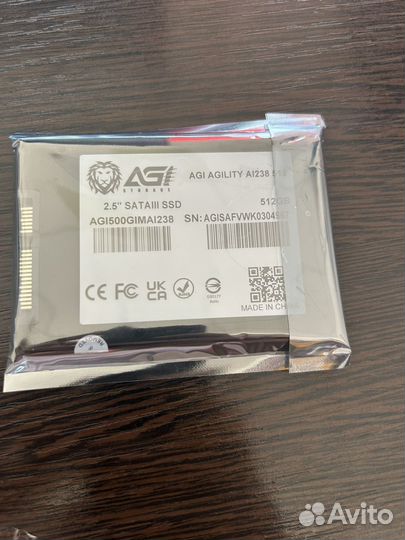 AGI
STORAGE
AGI AGILITY AI238
2.5" SATAIII SSD
512GB
AGI500GIMAI238
SN: AGISAFVWK0304
CE FC UK CA
RoHS
MADE IN CHINA
Avito